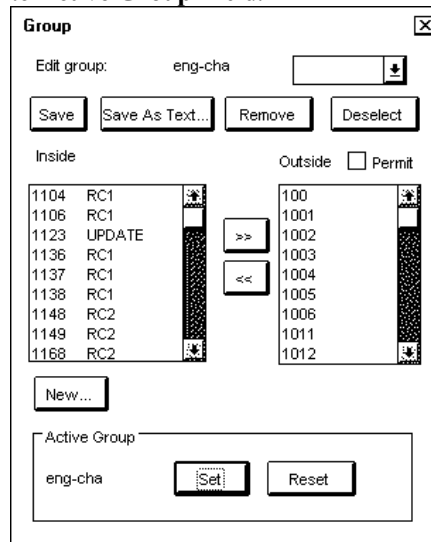 Group
Edit group: eng-cha
Save Save As Text... Remove Deselect
Inside Outside Permit
1104 RC1 100
1106 RC1 1001
1123 UPDATE >> 1002
1136 RC1 1003
1137 RC1 << 1004
1138 RC1 1005
1148 RC2 1006
1149 RC2 1011
1168 RC2 1012
New...
Active Group
eng-cha Set Reset